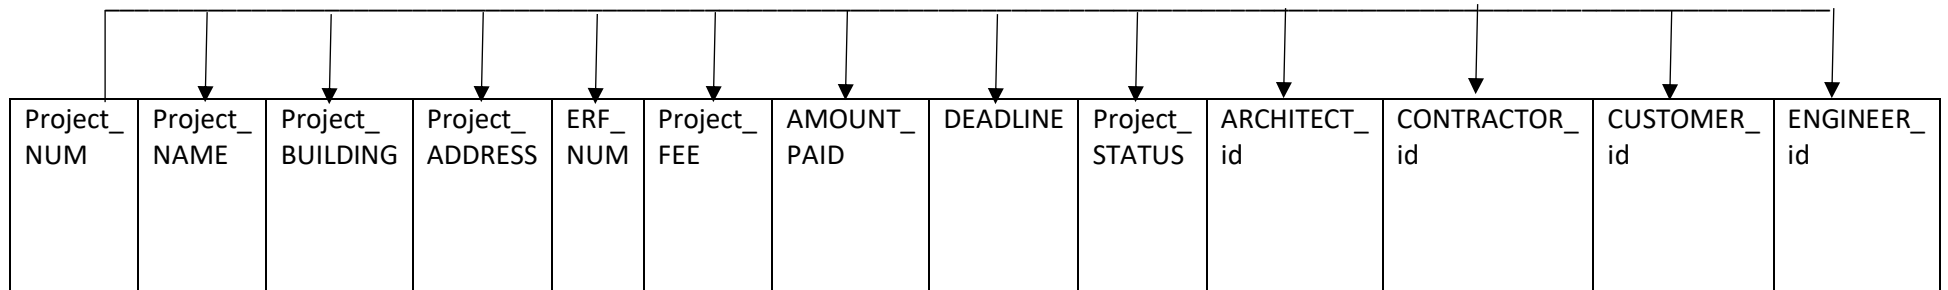 Project_ Project_ Project_ Project_ ERF_ Project_ AMOUNT_ DEADLINE Project_ ARCHITECT_ CONTRACTOR_ CUSTOMER_ ENGINEER_
NUM NAME BUILDING ADDRESS NUM FEE PAID STATUS id id id id